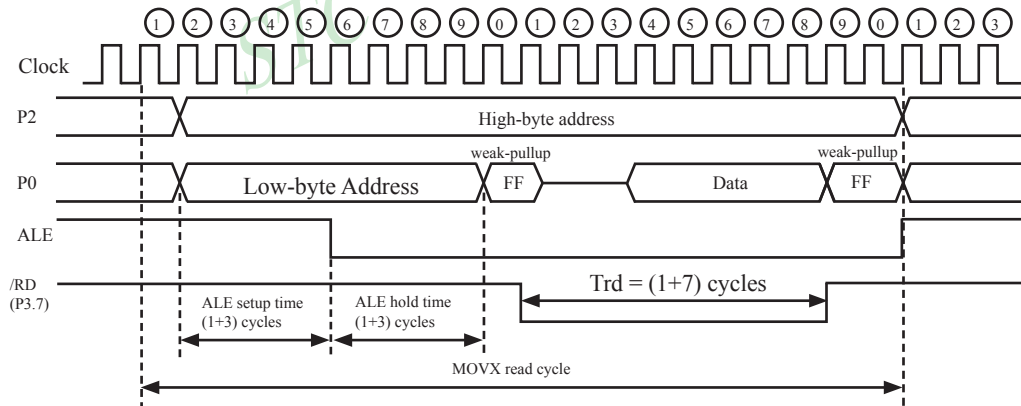 1 2 3 4 5 6 7 8 9 0 1 2 3 4 5 6 7 8 9 0 1 2 3
Clock
P2
High-byte address
weak-pullup weak-pullup
P0
Low-byte Address FF Data FF
ALE
/RD
(P3.7)
Trd = (1+7) cycles
ALE setup time
(1+3) cycles
ALE hold time
(1+3) cycles
MOVX read cycle